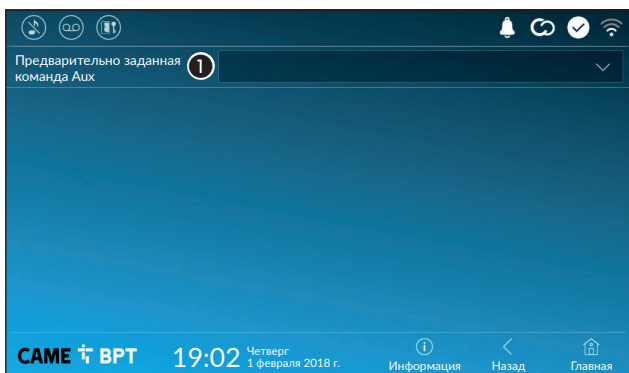 Предварительно заданная
команда Aux
1
CAME BPT
19:02
Четверг
1 февраля 2018 г.
Информация
Назад
Главная